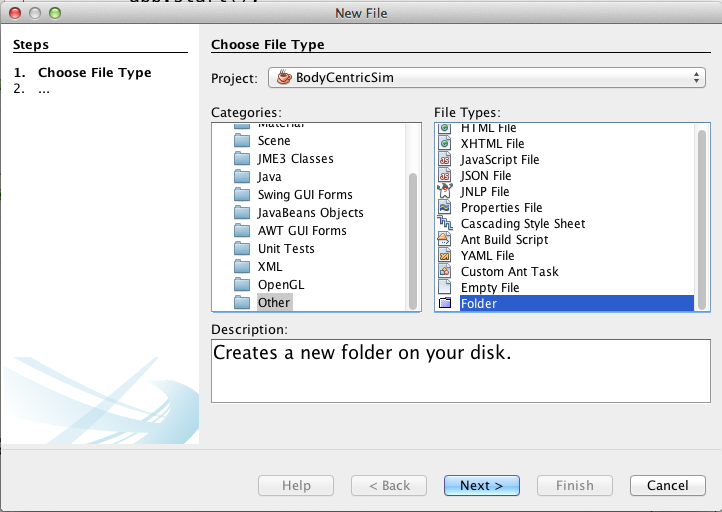 New File
Steps
1. Choose File Type
2. ...
Choose File Type
Project: BodyCentricSim
Categories:
Material
Scene
JME3 Classes
Java
Swing GUI Forms
JavaBeans Objects
AWT GUI Forms
Unit Tests
XML
OpenGL
Other
File Types:
HTML File
XHTML File
JavaScript File
JSON File
JNLP File
Properties File
Cascading Style Sheet
Ant Build Script
YAML File
Custom Ant Task
Empty File
Folder
Description:
Creates a new folder on your disk.
Help
< Back
Next >
Finish
Cancel